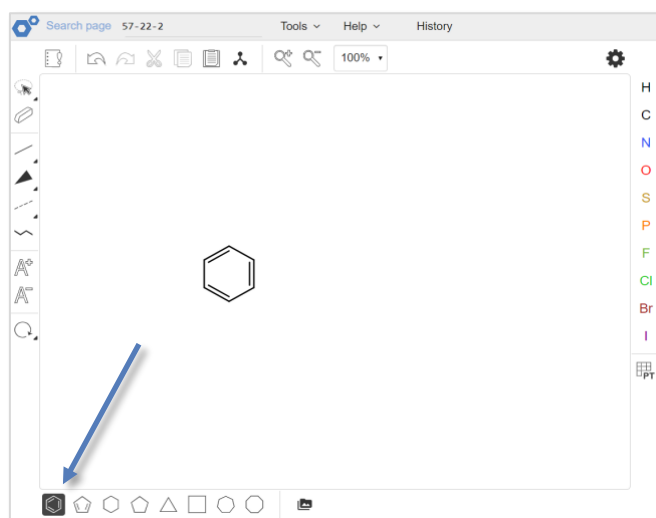 Search page 57-22-2 Tools Help History
100%
H
C
N
O
S
P
F
Cl
Br
I
PT
A+
A-